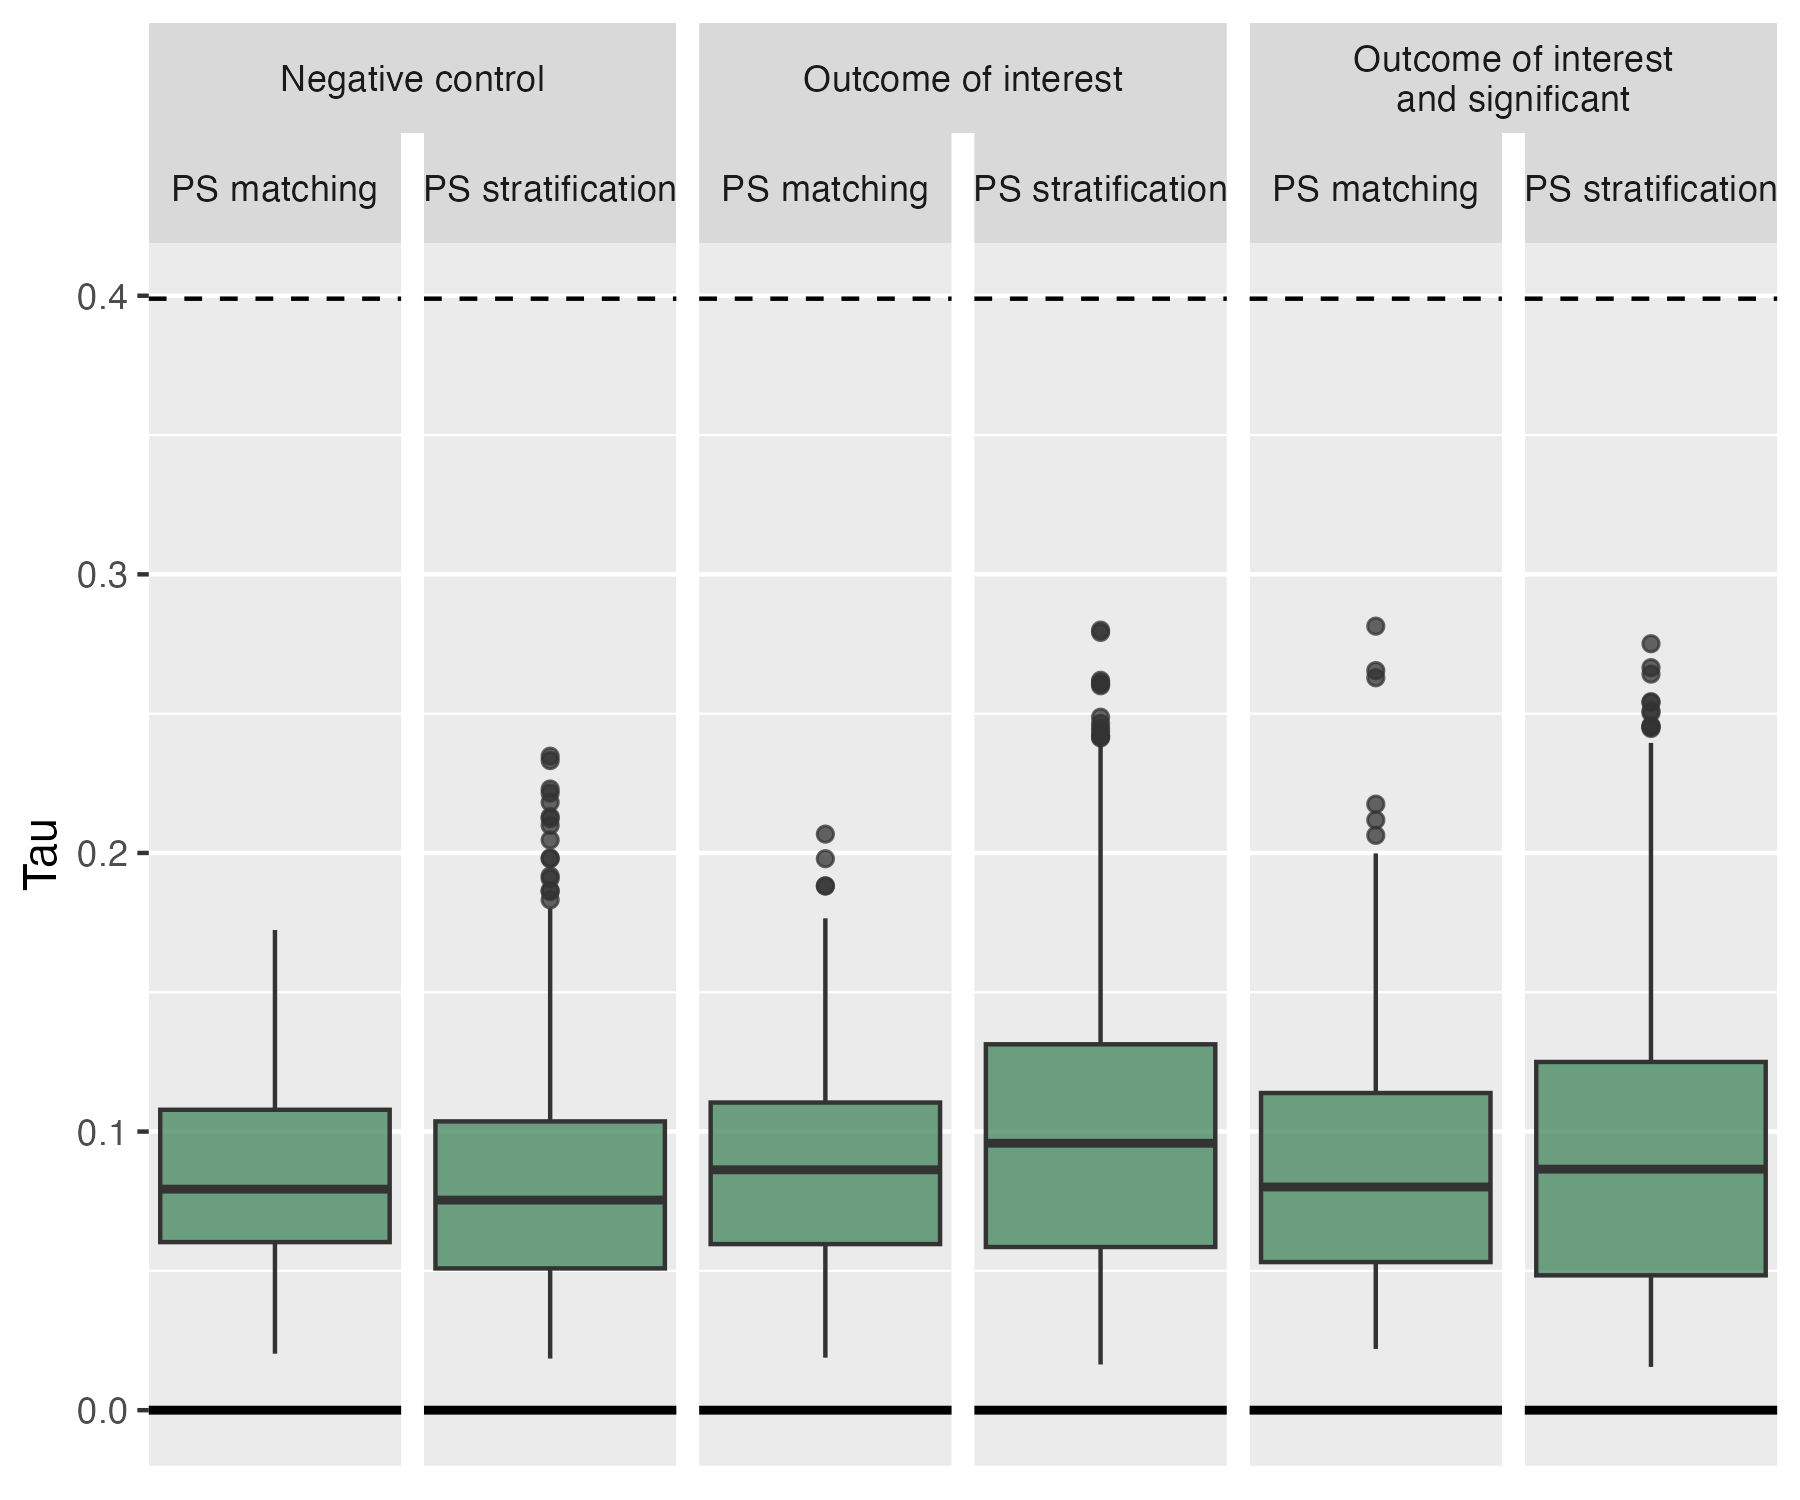 Negative control
Outcome of interest
Outcome of interest
and significant
PS matching
PS stratification
PS matching
PS stratification
PS matching
PS stratification
Tau
0.4
0.3
0.2
0.1
0.0